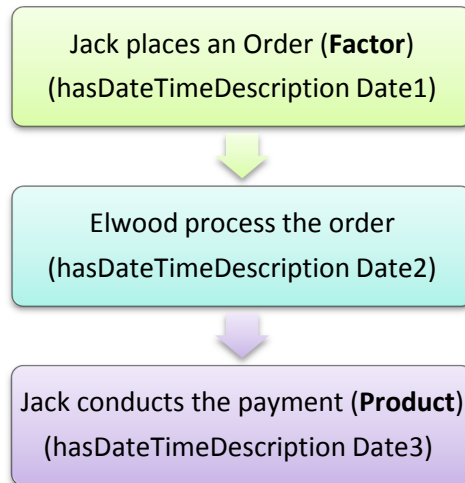 Jack places an Order (Factor)
(hasDateTimeDescription Date1)
Elwood process the order
(hasDateTimeDescription Date2)
Jack conducts the payment (Product)
(hasDateTimeDescription Date3)